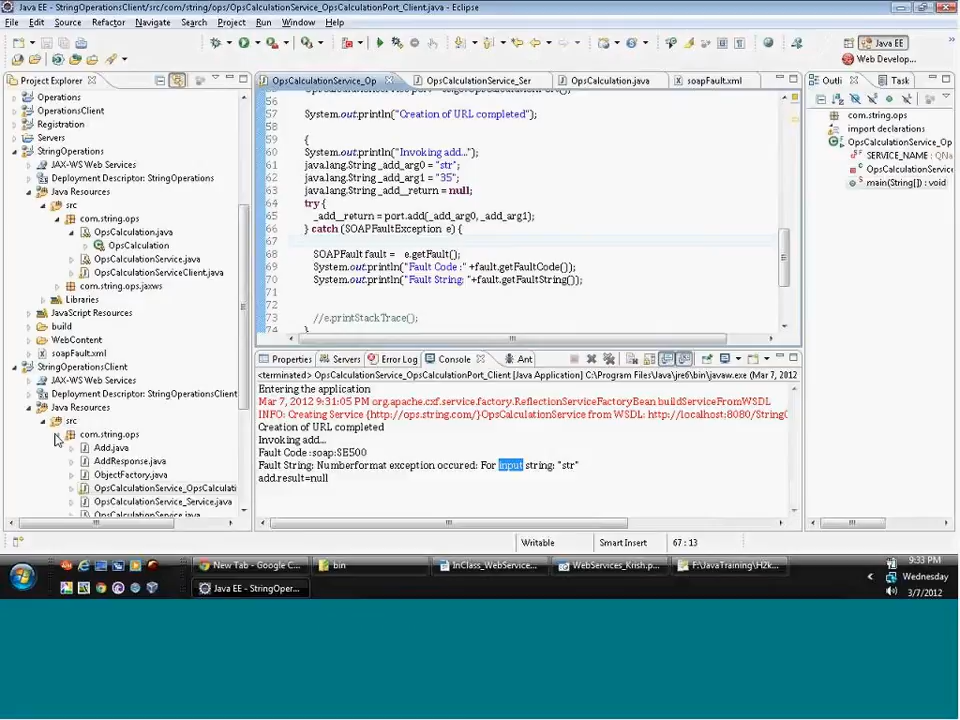 Java EE - StringOperationsClient/src/com/string/ops/OpsCalculationService_OpsCalculationPort_Client.java - Eclipse
File Edit Source Refactor Navigate Search Project Run Window Help
Java EE
Web Develop...
Project Explorer
Operations
OperationsClient
Registration
Servers
StringOperations
JAX-WS Web Services
Deployment Descriptor: StringOperations
Java Resources
src
com.string.ops
OpsCalculation.java
OpsCalculation
OpsCalculationService.java
OpsCalculationServiceClient.java
com.string.ops.jaxws
Libraries
JavaScript Resources
build
WebContent
soapFault.xml
StringOperationsClient
JAX-WS Web Services
Deployment Descriptor: StringOperationsClient
Java Resources
src
com.string.ops
Add.java
AddResponse.java
ObjectFactory.java
OpsCalculationService_OpsCalculati
OpsCalculationService_Service.java
OpsCalculationService.java
OpsCalculationService_Op
OpsCalculationService_Ser
OpsCalculation.java
soapFault.xml
56
57 System.out.println("Creation of URL completed");
58
59 {
60 System.out.println("Invoking add...");
61 java.lang.String _add_arg0 = "str";
62 java.lang.String _add_arg1 = "35";
63 java.lang.String _add__return = null;
64 try {
65 _add__return = port.add(_add_arg0, _add_arg1);
66 } catch (SOAPFaultException e) {
67
68 SOAPFault fault = e.getFault();
69 System.out.println("Fault Code :" +fault.getFaultCode());
70 System.out.println("Fault String: "+fault.getFaultString());
71
72
73 //e.printStackTrace();
74 }
Properties Servers Error Log Console Ant
<terminated> OpsCalculationService_OpsCalculationPort_Client [Java Application] C:\Program Files\Java\jre6\bin\javaw.exe (Mar 7, 2012
Entering the application
Mar 7, 2012 9:31:05 PM org.apache.cxf.service.factory.ReflectionServiceFactoryBean buildServiceFromWSDL
INFO: Creating Service {http://ops.string.com/}OpsCalculationService from WSDL: http://localhost:8080/StringO
Creation of URL completed
Invoking add...
Fault Code :soap:SE500
Fault String: Numberformat exception occured: For input string: "str"
add.result=null
Outli Task
com.string.ops
import declarations
OpsCalculationService_Op
SERVICE_NAME : QNa
OpsCalculationService_
main(String[]) : void
Writable Smart Insert 67 : 13
New Tab - Google C...
bin
InClass_WebService...
WebServices_Krish.p...
F:\JavaTraining\H2k...
Java EE - StringOper...
9:33 PM
Wednesday
3/7/2012